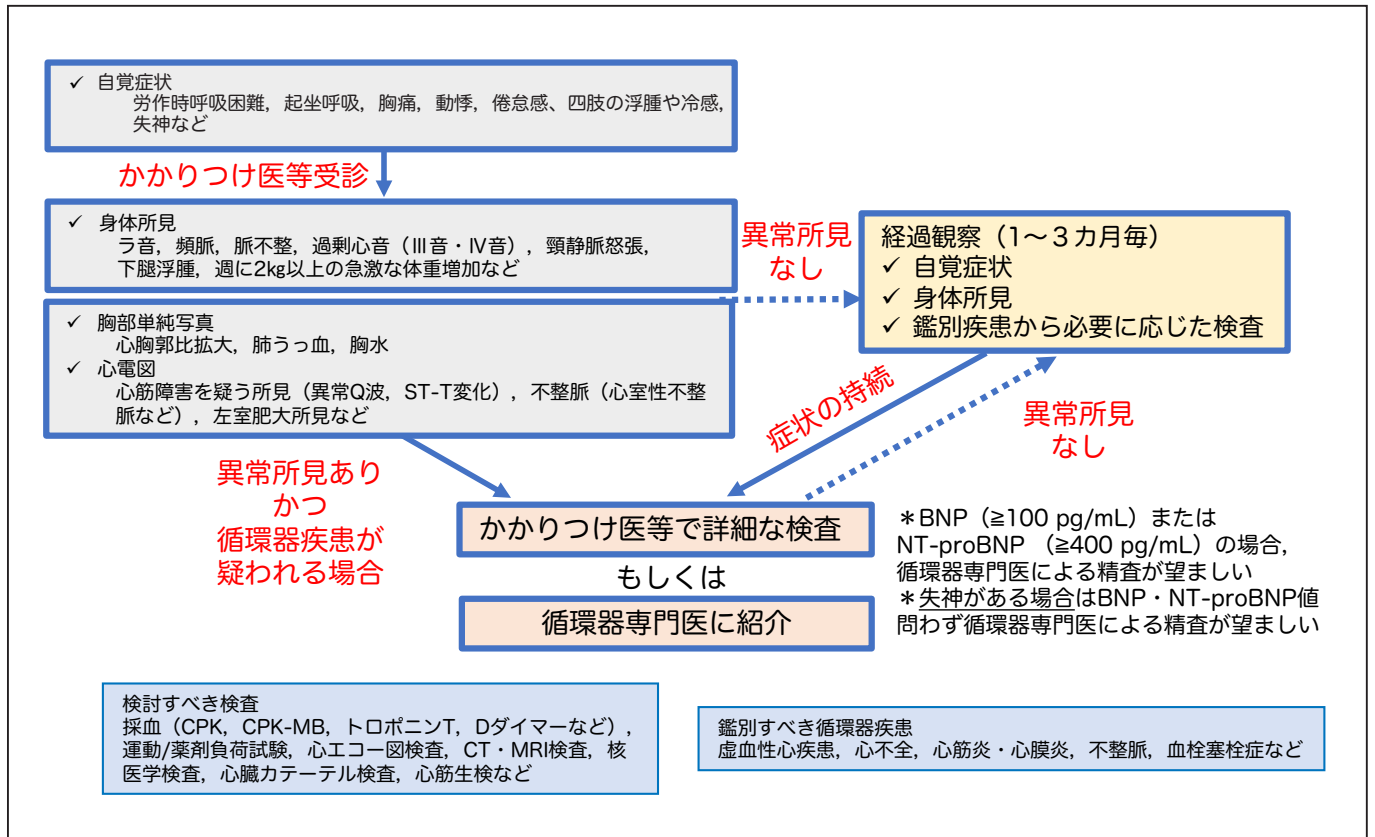 ✓ 自覚症状
労作時呼吸困難，起坐呼吸，胸痛，動悸，倦怠感、四肢の浮腫や冷感，
失神など
かかりつけ医等受診
✓ 身体所見
ラ音，頻脈，脈不整，過剰心音（Ⅲ音・Ⅳ音），頸静脈怒張，
下腿浮腫，週に2kg以上の急激な体重増加など
✓ 胸部単純写真
心胸郭比拡大，肺うっ血，胸水
✓ 心電図
心筋障害を疑う所見（異常Q波，ST-T変化），不整脈（心室性不整
脈など），左室肥大所見など
異常所見
なし
経過観察（1～３カ月毎）
✓ 自覚症状
✓ 身体所見
✓ 鑑別疾患から必要に応じた検査
症状の持続
異常所見
なし
異常所見あり
かつ
循環器疾患が
疑われる場合
かかりつけ医等で詳細な検査
もしくは
循環器専門医に紹介
＊BNP（≧100 pg/mL）または
NT-proBNP （≧400 pg/mL）の場合，
循環器専門医による精査が望ましい
＊失神がある場合はBNP・NT-proBNP値
問わず循環器専門医による精査が望ましい
検討すべき検査
採血（CPK，CPK-MB，トロポニンT，Dダイマーなど），
運動/薬剤負荷試験，心エコー図検査，CT・MRI検査，核
医学検査，心臓カテーテル検査，心筋生検など
鑑別すべき循環器疾患
虚血性心疾患，心不全，心筋炎・心膜炎，不整脈，血栓塞栓症など